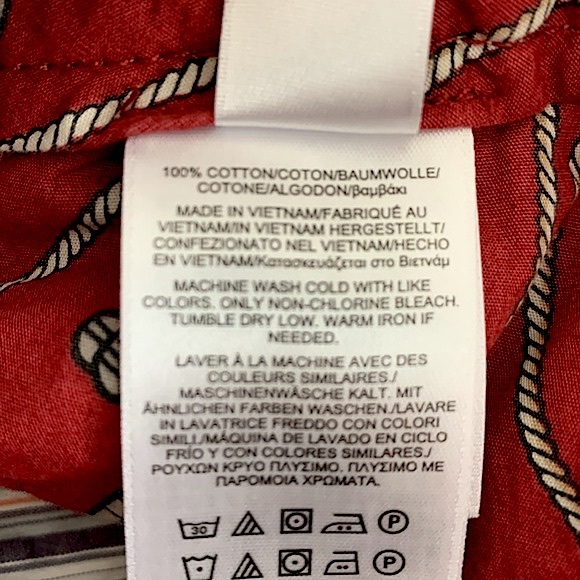 100% COTTON/COTON/BAUMWOLLE/
COTONE/ALGODON/βαμβάκι
MADE IN VIETNAM/FABRIQUÉ AU
VIETNAM/IN VIETNAM HERGESTELLT/
CONFEZIONATO NEL VIETNAM/HECHO
EN VIETNAM/Κατασκευάζεται στο Βιετνάμ
MACHINE WASH COLD WITH LIKE
COLORS. ONLY NON-CHLORINE BLEACH.
TUMBLE DRY LOW. WARM IRON IF
NEEDED.
LAVER À LA MACHINE AVEC DES
COULEURS SIMILAIRES./
MASCHINENWÄSCHE KALT. MIT
ÄHNLICHEN FARBEN WASCHEN./LAVARE
IN LAVATRICE FREDDO CON COLORI
SIMILI./MÁQUINA DE LAVADO EN CICLO
FRÍO Y CON COLORES SIMILARES./
ΡΟΥΧΩΝ ΚΡΥΟ ΠΛΥΣΙΜΟ. ΠΛΥΣΙΜΟ ΜΕ
ΠΑΡΟΜΟΙΑ ΧΡΩΜΑΤΑ.
30 P
P